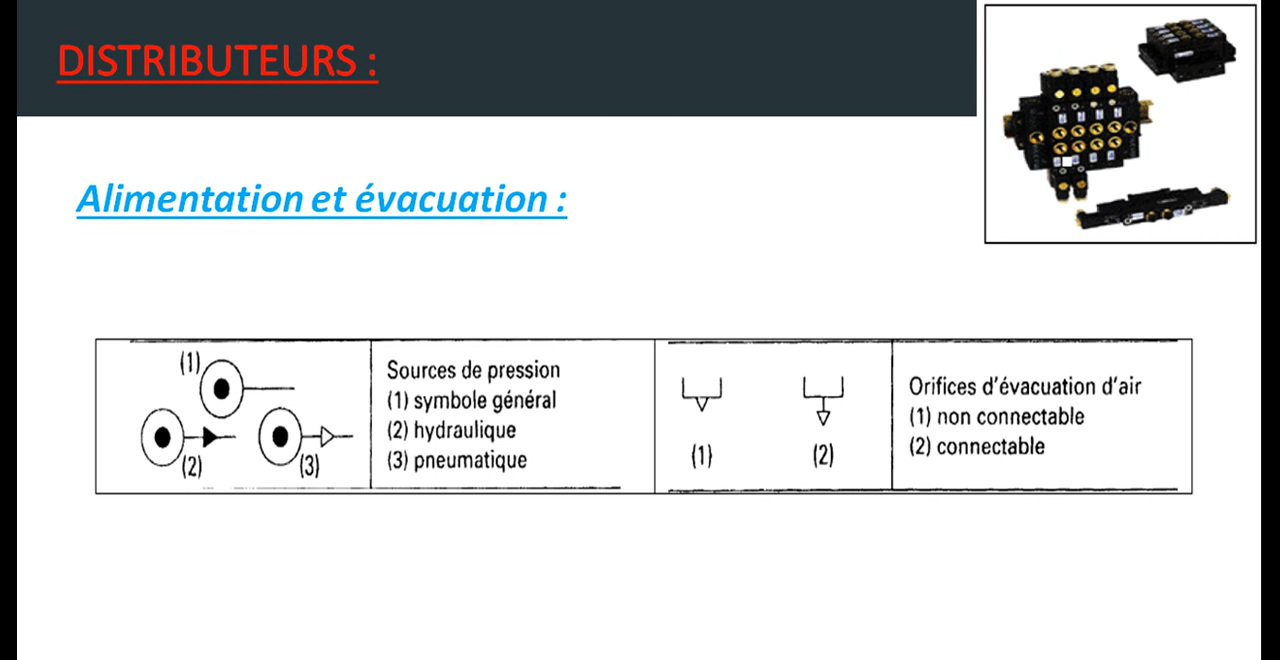 DISTRIBUTEURS :
Alimentation et évacuation :
(1)
(2)
(3)
Sources de pression
(1) symbole général
(2) hydraulique
(3) pneumatique
(1)
(2)
Orifices d'évacuation d'air
(1) non connectable
(2) connectable